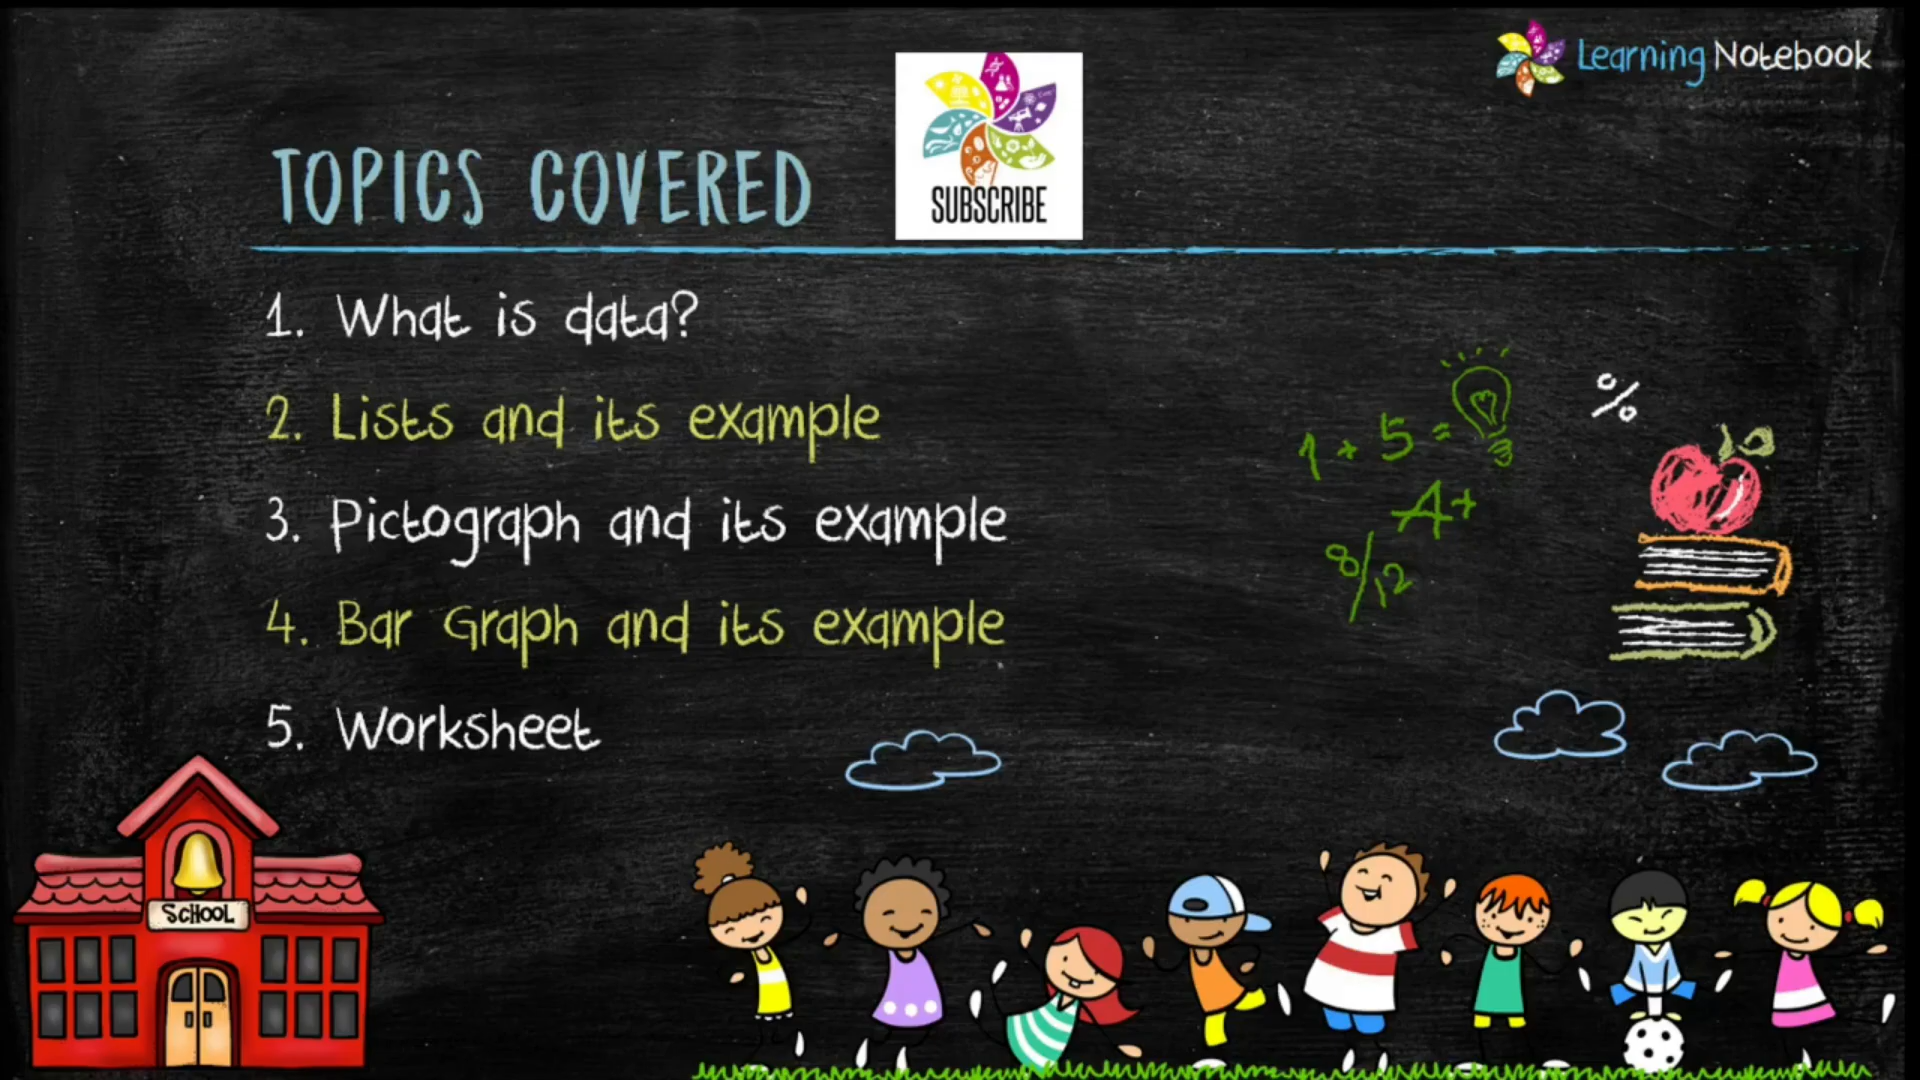 Learning Notebook
SUBSCRIBE
TOPICS COVERED
1. What is data?
2. Lists and its example
3. Pictograph and its example
4. Bar Graph and its example
5. Worksheet
1 + 5 =
%
A+
8/12
SCHOOL